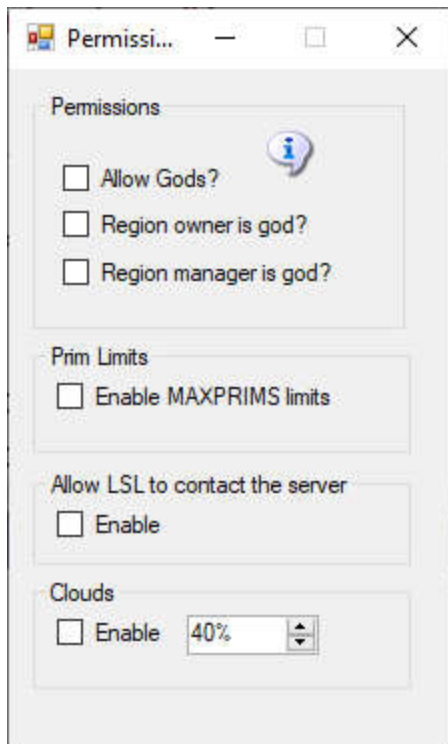 Permissi...
Permissions
Allow Gods?
Region owner is god?
Region manager is god?
Prim Limits
Enable MAXPRIMS limits
Allow LSL to contact the server
Enable
Clouds
Enable 40%